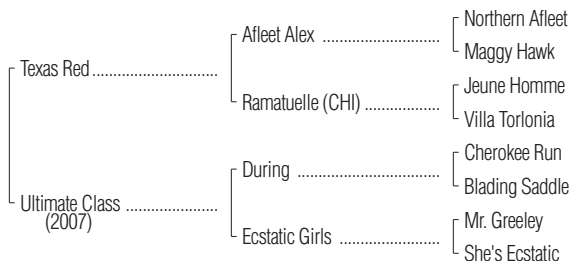 Northern Afleet
Afleet Alex ..............................
Maggy Hawk
Texas Red ................................
Jeune Homme
Ramatuelle (CHI) ...................
Villa Torlonia
Cherokee Run
During ....................................
Blading Saddle
Ultimate Class .......................
(2007)
Mr. Greeley
Ecstatic Girls .........................
She's Ecstatic